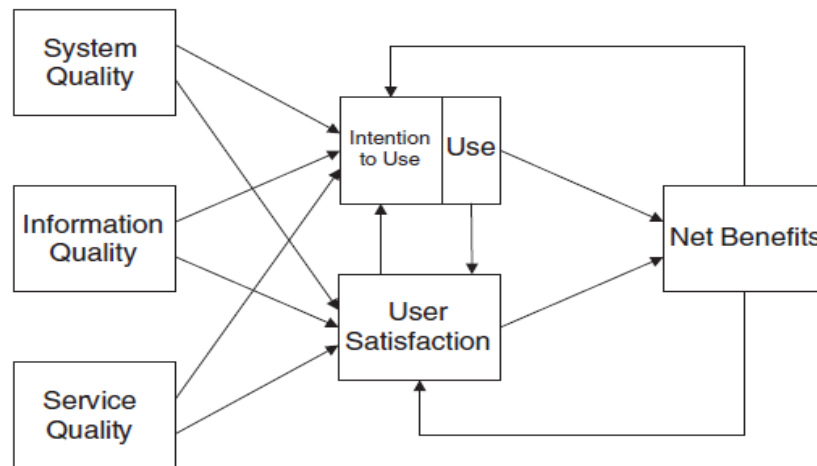 System
Quality
Intention
to Use
Use
Information
Quality
Net Benefits
User
Satisfaction
Service
Quality